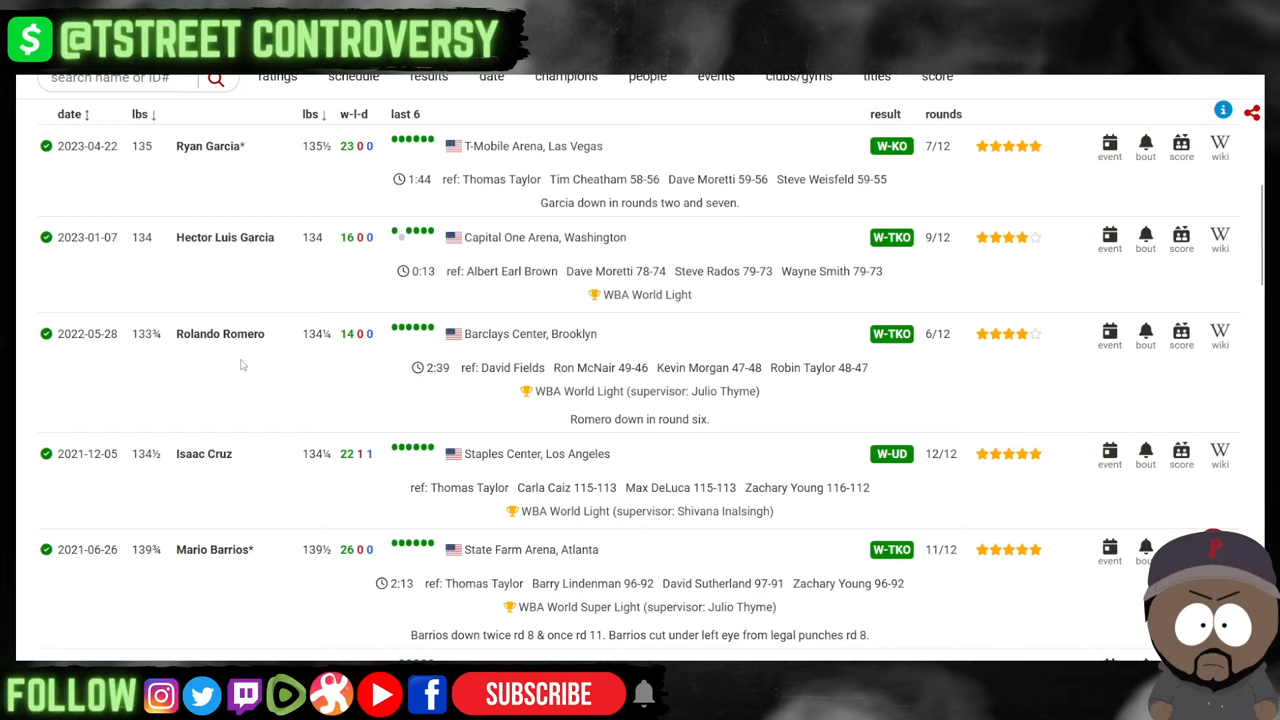 $ @TSTREET CONTROVERSY
search name or ID# ratings schedule results date champions people events clubs/gyms titles score
date ↕ lbs ↓ lbs ↓ w-l-d last 6 result rounds
2023-04-22 135 Ryan Garcia* 135½ 23 0 0 T-Mobile Arena, Las Vegas W-KO 7/12 event bout score wiki
1:44 ref: Thomas Taylor Tim Cheatham 58-56 Dave Moretti 59-56 Steve Weisfeld 59-55
Garcia down in rounds two and seven.
2023-01-07 134 Hector Luis Garcia 134 16 0 0 Capital One Arena, Washington W-TKO 9/12 event bout score wiki
0:13 ref: Albert Earl Brown Dave Moretti 78-74 Steve Rados 79-73 Wayne Smith 79-73
WBA World Light
2022-05-28 133¾ Rolando Romero 134¼ 14 0 0 Barclays Center, Brooklyn W-TKO 6/12 event bout score wiki
2:39 ref: David Fields Ron McNair 49-46 Kevin Morgan 47-48 Robin Taylor 48-47
WBA World Light (supervisor: Julio Thyme)
Romero down in round six.
2021-12-05 134½ Isaac Cruz 134¼ 22 1 1 Staples Center, Los Angeles W-UD 12/12 event bout score wiki
ref: Thomas Taylor Carla Caiz 115-113 Max DeLuca 115-113 Zachary Young 116-112
WBA World Light (supervisor: Shivana Inalsingh)
2021-06-26 139¾ Mario Barrios* 139½ 26 0 0 State Farm Arena, Atlanta W-TKO 11/12 event bout
2:13 ref: Thomas Taylor Barry Lindenman 96-92 David Sutherland 97-91 Zachary Young 96-92
WBA World Super Light (supervisor: Julio Thyme)
Barrios down twice rd 8 & once rd 11. Barrios cut under left eye from legal punches rd 8.
P
FOLLOW SUBSCRIBE